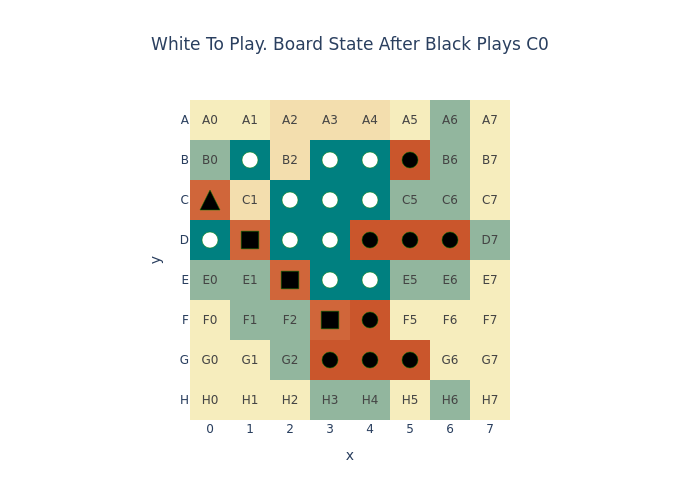 White To Play. Board State After Black Plays C0
A A0 A1 A2 A3 A4 A5 A6 A7
B B0 B2 B6 B7
C C1 C5 C6 C7
D D7
y
E E0 E1 E5 E6 E7
F F0 F1 F2 F5 F6 F7
G G0 G1 G2 G6 G7
H H0 H1 H2 H3 H4 H5 H6 H7
0 1 2 3 4 5 6 7
x